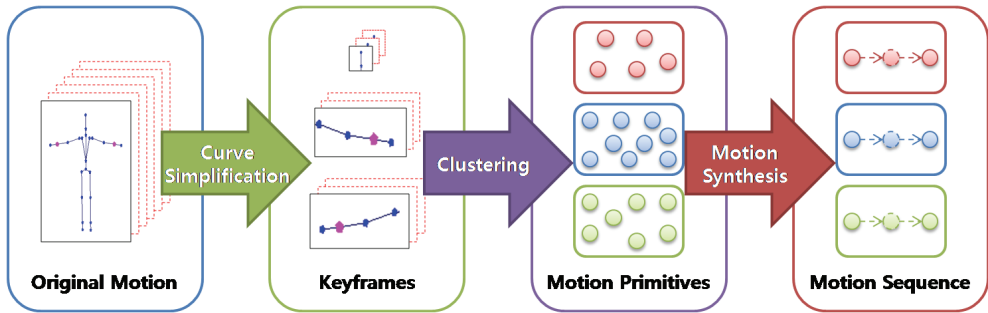 Curve
Simplification
Clustering
Motion
Synthesis
Original Motion
Keyframes
Motion Primitives
Motion Sequence